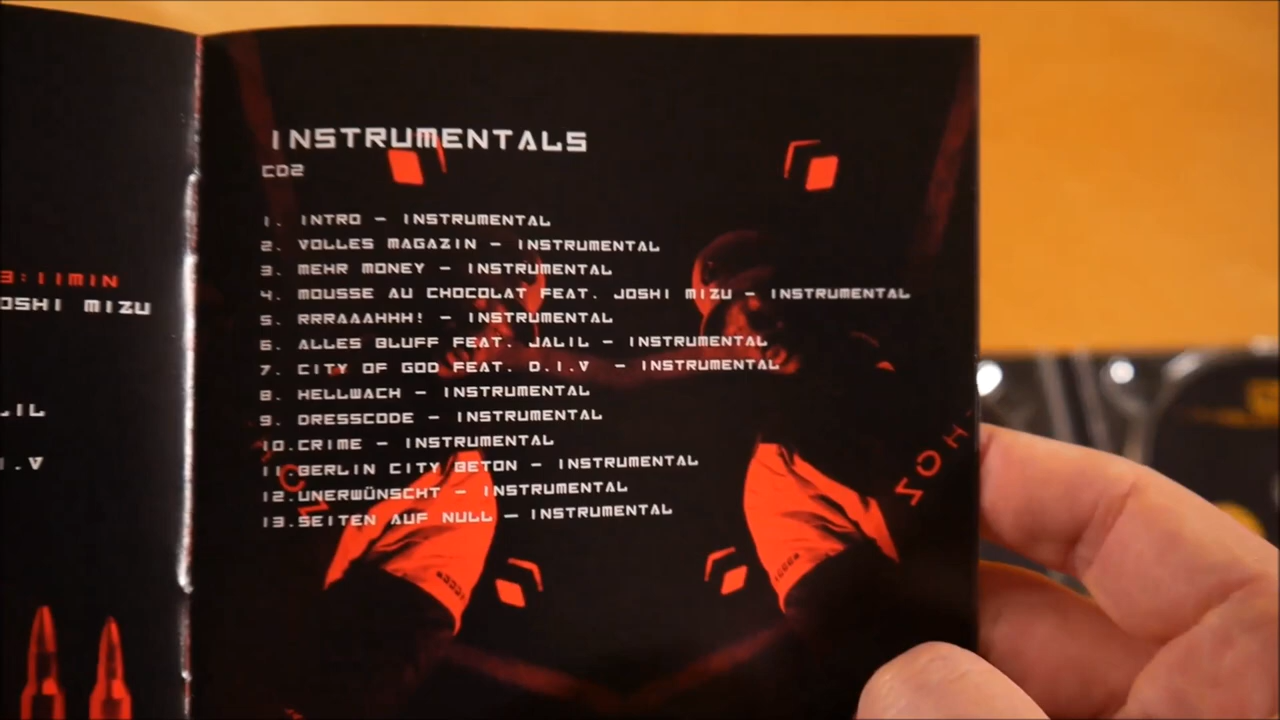 3:11MIN
OSHI MIZU
LIL
I.V
INSTRUMENTALS
CD2
1. INTRO – INSTRUMENTAL
2. VOLLES MAGAZIN – INSTRUMENTAL
3. MEHR MONEY – INSTRUMENTAL
4. MOUSSE AU CHOCOLAT FEAT. JOSHI MIZU – INSTRUMENTAL
5. RRRAAAHHH! – INSTRUMENTAL
6. ALLES BLUFF FEAT. JALIL – INSTRUMENTAL
7. CITY OF GOD FEAT. D.I.V – INSTRUMENTAL
8. HELLWACH – INSTRUMENTAL
9. DRESSCODE – INSTRUMENTAL
10.CRIME – INSTRUMENTAL
11.BERLIN CITY BETON – INSTRUMENTAL
12.UNERWÜNSCHT – INSTRUMENTAL
13.SEITEN AUF NULL – INSTRUMENTAL